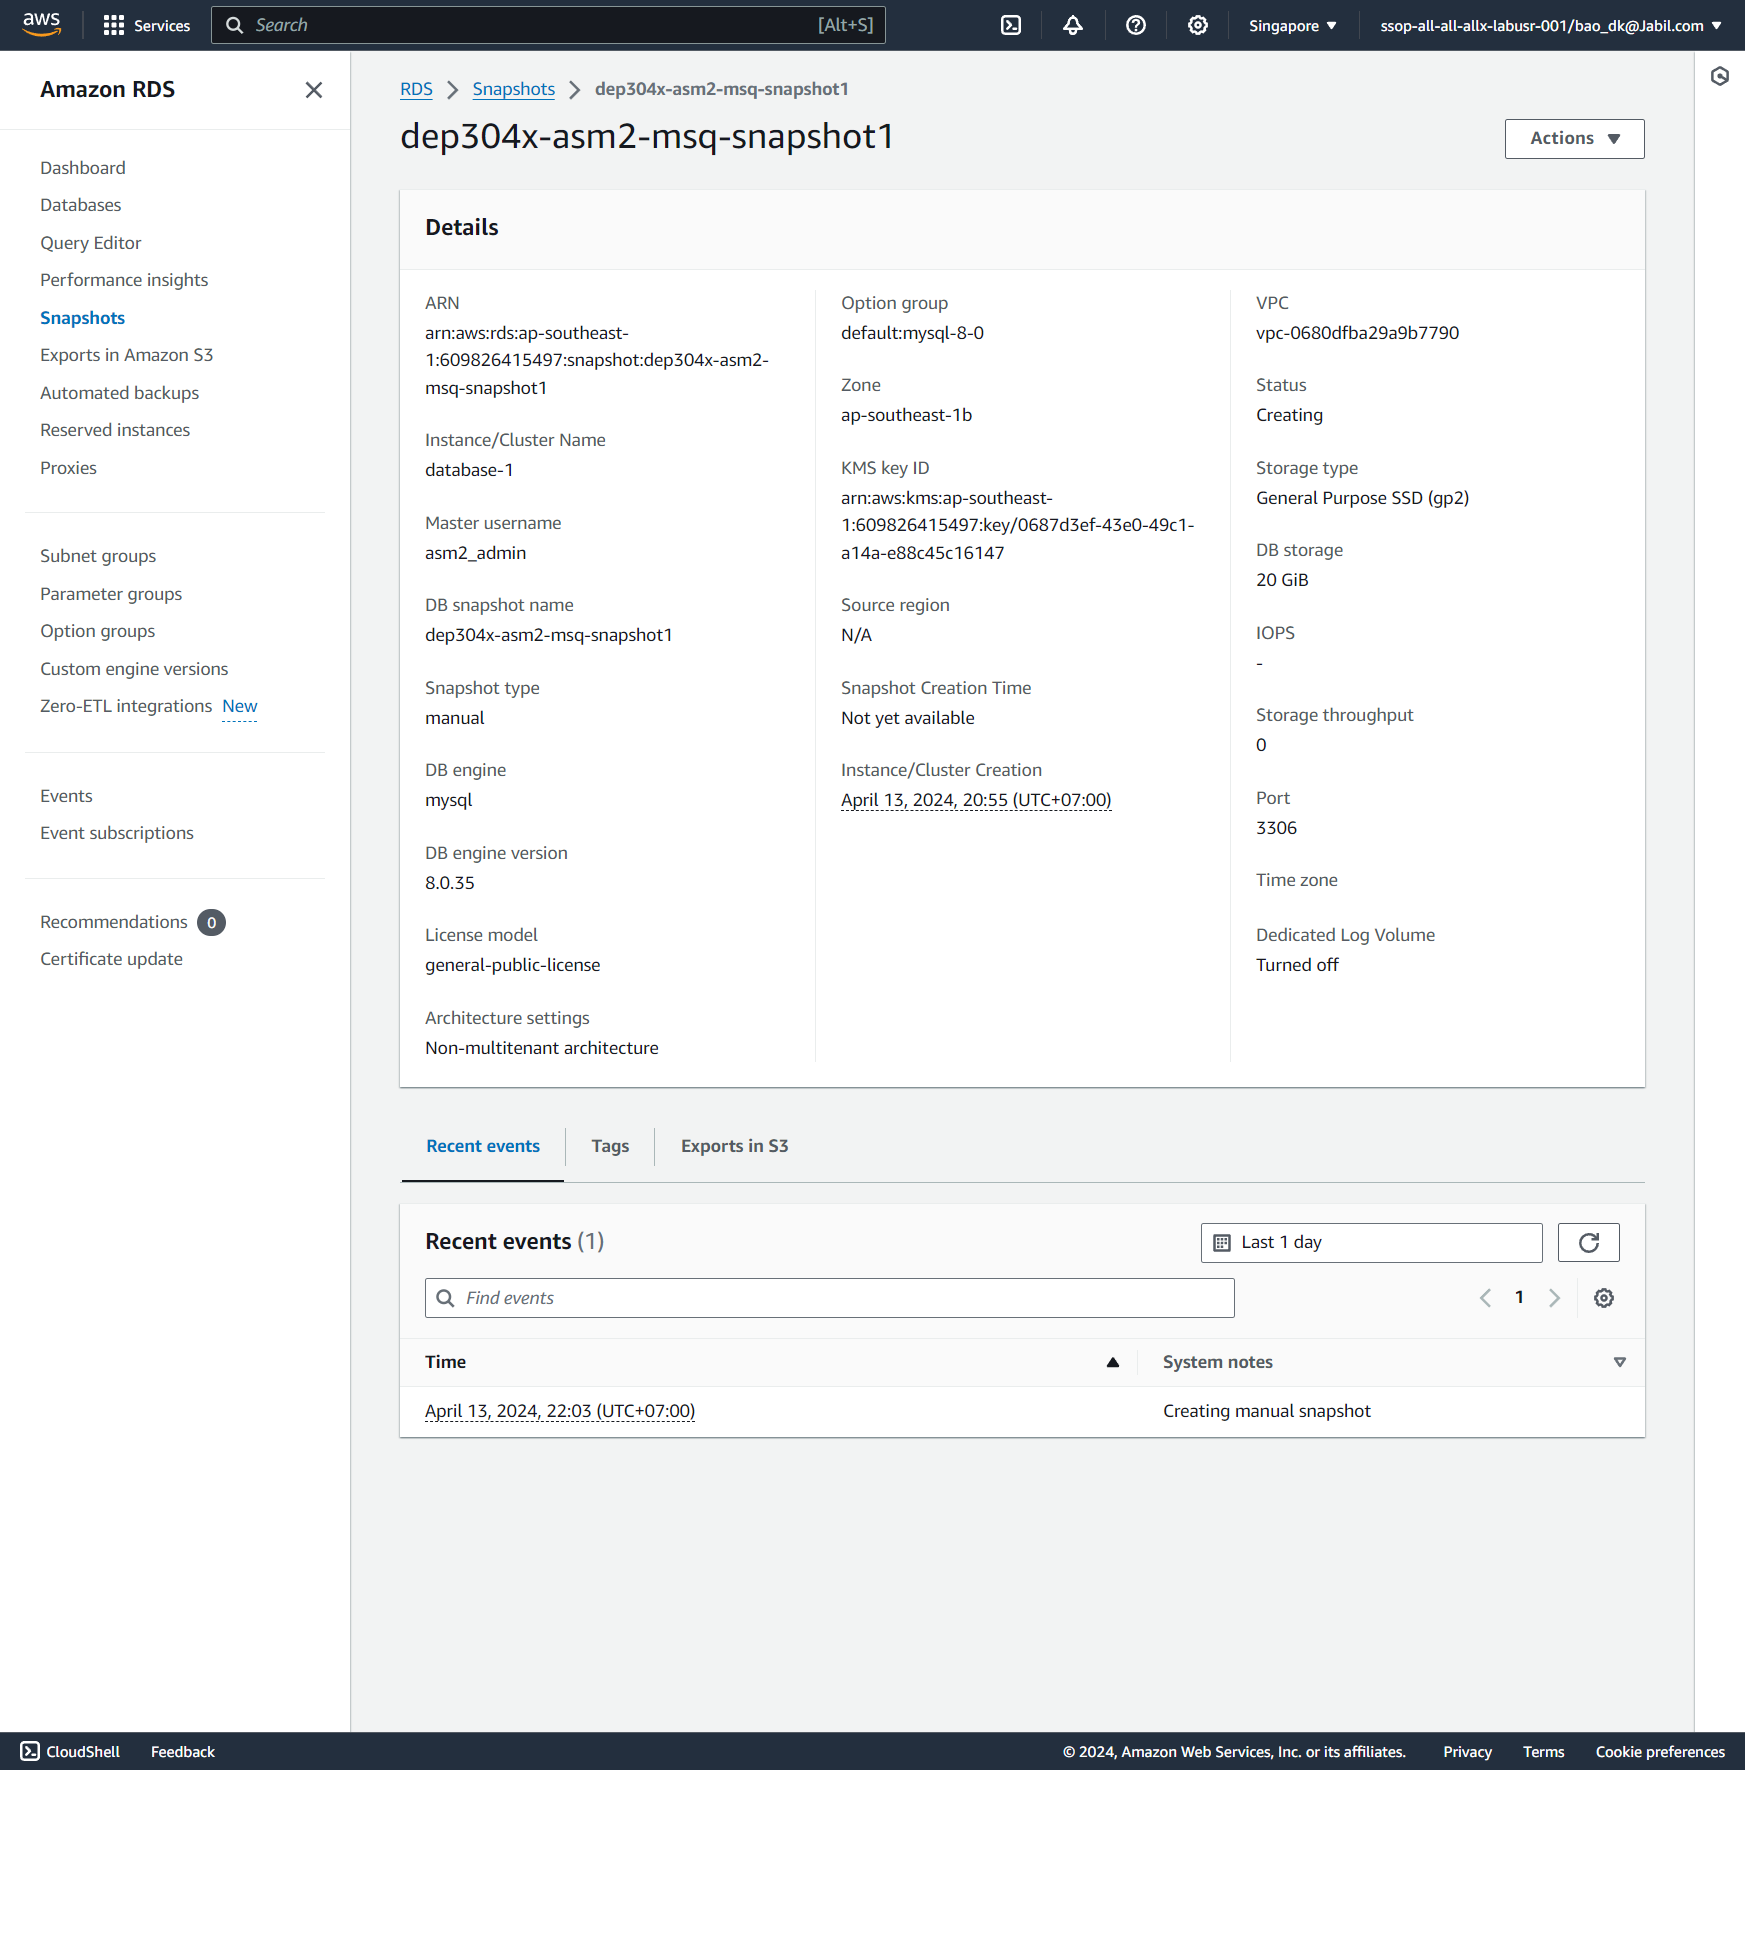 aws
Services
Search
[Alt+S]
Singapore
ssop-all-all-allx-labusr-001/bao_dk@Jabil.com
Amazon RDS
Dashboard
Databases
Query Editor
Performance insights
Snapshots
Exports in Amazon S3
Automated backups
Reserved instances
Proxies
Subnet groups
Parameter groups
Option groups
Custom engine versions
Zero-ETL integrations New
Events
Event subscriptions
Recommendations 0
Certificate update
RDS > Snapshots > dep304x-asm2-msq-snapshot1
dep304x-asm2-msq-snapshot1
Actions
Details
ARN
arn:aws:rds:ap-southeast-
1:609826415497:snapshot:dep304x-asm2-
msq-snapshot1
Instance/Cluster Name
database-1
Master username
asm2_admin
DB snapshot name
dep304x-asm2-msq-snapshot1
Snapshot type
manual
DB engine
mysql
DB engine version
8.0.35
License model
general-public-license
Architecture settings
Non-multitenant architecture
Option group
default:mysql-8-0
Zone
ap-southeast-1b
KMS key ID
arn:aws:kms:ap-southeast-
1:609826415497:key/0687d3ef-43e0-49c1-
a14a-e88c45c16147
Source region
N/A
Snapshot Creation Time
Not yet available
Instance/Cluster Creation
April 13, 2024, 20:55 (UTC+07:00)
VPC
vpc-0680dfba29a9b7790
Status
Creating
Storage type
General Purpose SSD (gp2)
DB storage
20 GiB
IOPS
-
Storage throughput
0
Port
3306
Time zone
Dedicated Log Volume
Turned off
Recent events
Tags
Exports in S3
Recent events (1)
Last 1 day
Find events
1
Time
System notes
April 13, 2024, 22:03 (UTC+07:00)
Creating manual snapshot
CloudShell
Feedback
© 2024, Amazon Web Services, Inc. or its affiliates.
Privacy
Terms
Cookie preferences